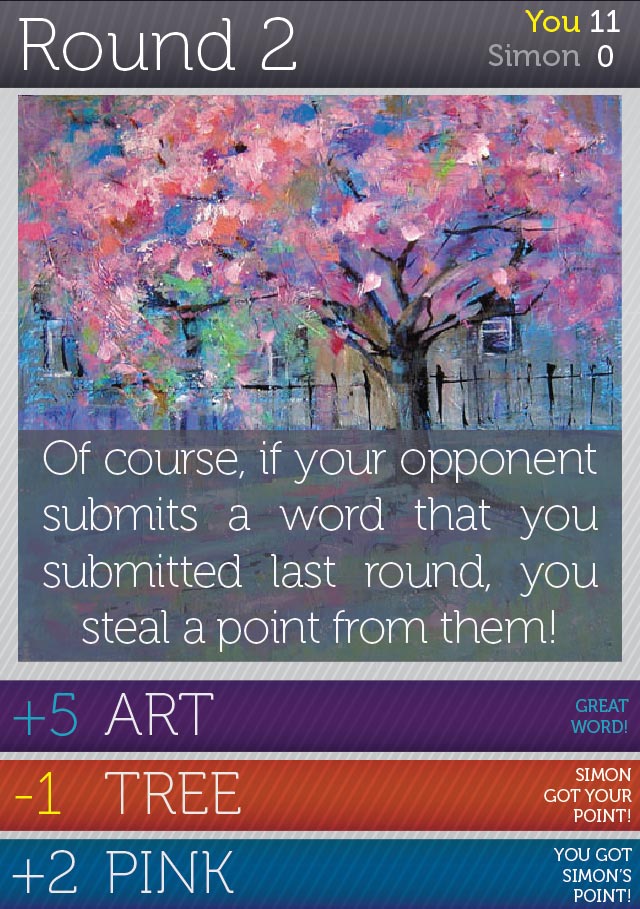 Round 2
You 11
Simon 0
Of course, if your opponent
submits a word that you
submitted last round, you
steal a point from them!
+5 ART
GREAT
WORD!
-1 TREE
SIMON
GOT YOUR
POINT!
+2 PINK
YOU GOT
SIMON'S
POINT!